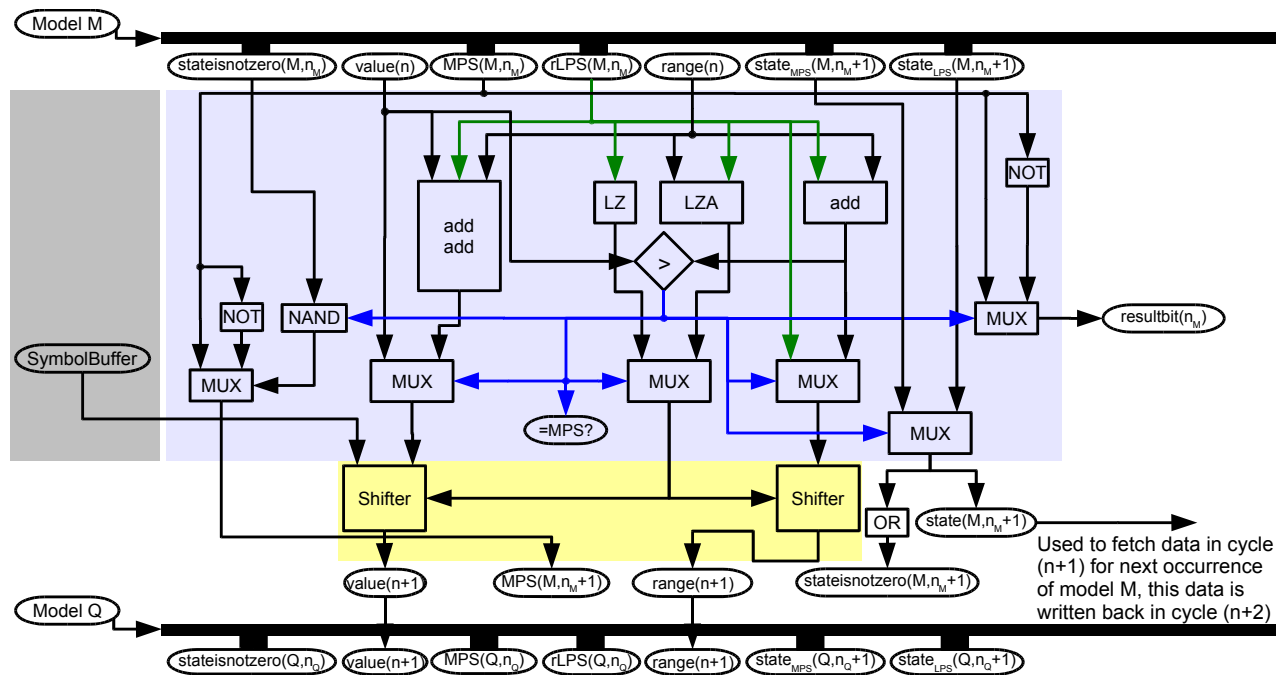 Model M
stateisnotzero(M,nM)
value(n)
MPS(M,nM)
rLPS(M,nM)
range(n)
stateMPS(M,nM+1)
stateLPS(M,nM+1)
NOT
LZ
LZA
add
add
add
>
NOT
NAND
MUX
resultbit(nM)
SymbolBuffer
MUX
MUX
MUX
MUX
=MPS?
MUX
Shifter
Shifter
OR
state(M,nM+1)
Used to fetch data in cycle
(n+1) for next occurrence
of model M, this data is
written back in cycle (n+2)
value(n+1)
MPS(M,nM+1)
range(n+1)
stateisnotzero(M,nM+1)
Model Q
stateisnotzero(Q,nQ)
value(n+1)
MPS(Q,nQ)
rLPS(Q,nQ)
range(n+1)
stateMPS(Q,nQ+1)
stateLPS(Q,nQ+1)